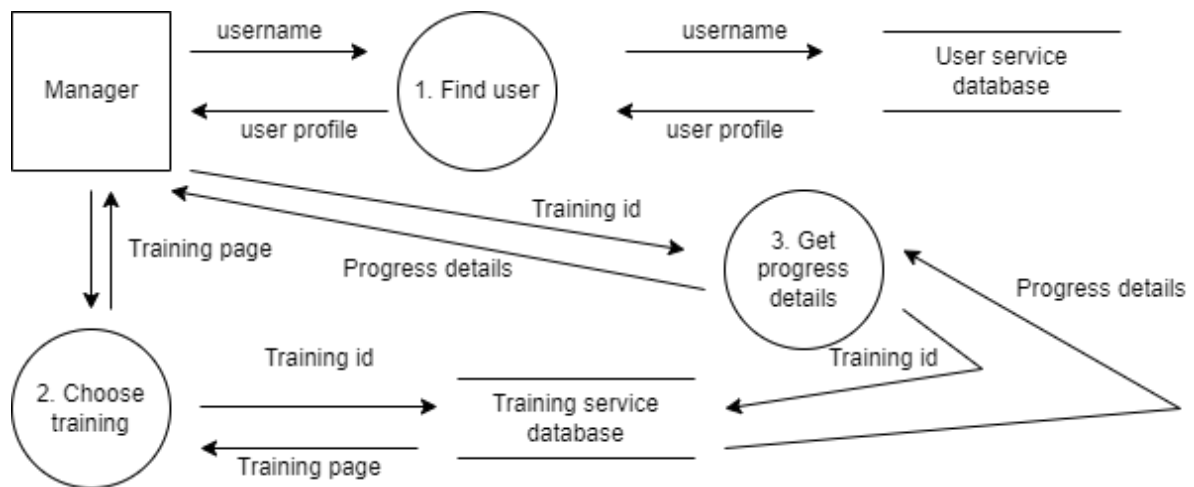 username
username
Manager
1. Find user
User service
database
user profile
user profile
Training id
Training page
Progress details
3. Get
progress
details
Progress details
Training id
Training id
2. Choose
training
Training service
database
Training page